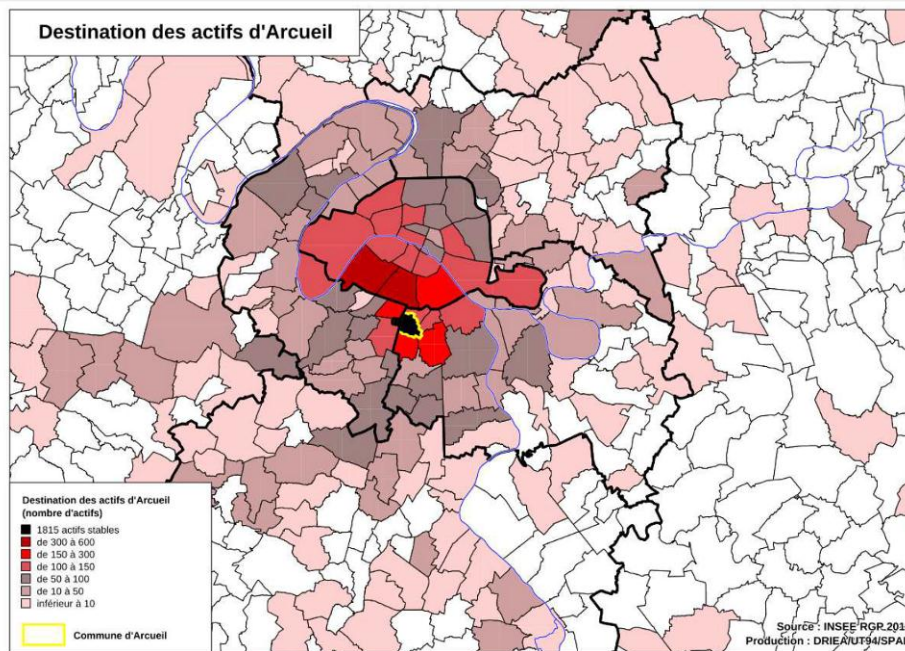 Destination des actifs d'Arcueil
Destination des actifs d'Arcueil
(nombre d'actifs)
1815 actifs stables
de 300 à 600
de 150 à 300
de 100 à 150
de 50 à 100
de 10 à 50
inférieur à 10
Commune d'Arcueil
Source : INSEE RGP 201
Production : DRIEA/UT94/SPA